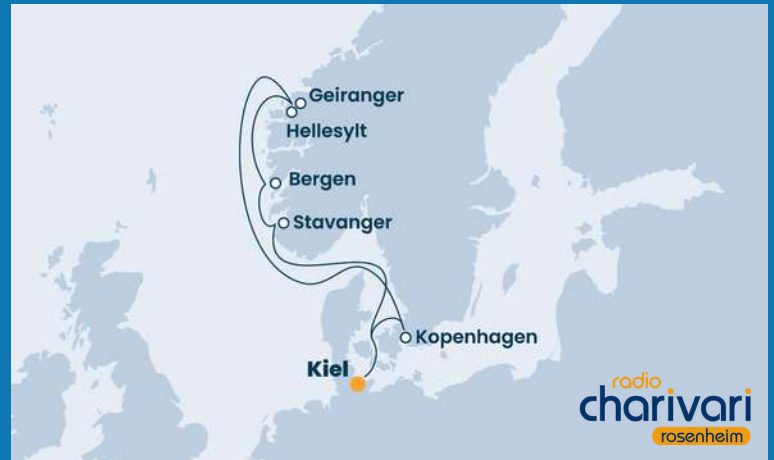 Geiranger
Hellesylt
Bergen
Stavanger
Kopenhagen
Kiel
radio
charivari
rosenheim